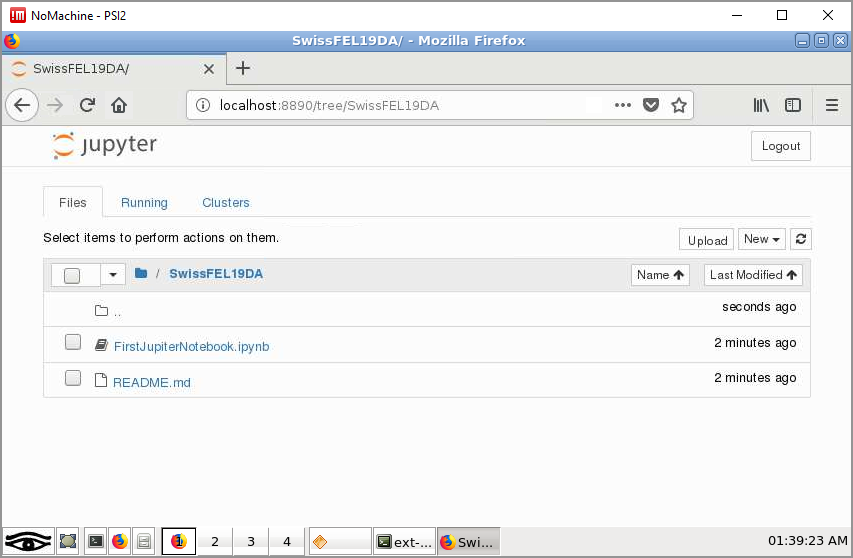 NoMachine - PSI2
SwissFEL19DA/ - Mozilla Firefox
SwissFEL19DA/
localhost:8890/tree/SwissFEL19DA
jupyter
Logout
Files Running Clusters
Select items to perform actions on them.
Upload New
/ SwissFEL19DA
Name Last Modified
.. seconds ago
FirstJupiterNotebook.ipynb 2 minutes ago
README.md 2 minutes ago
1 2 3 4 ext-... Swi... 01:39:23 AM